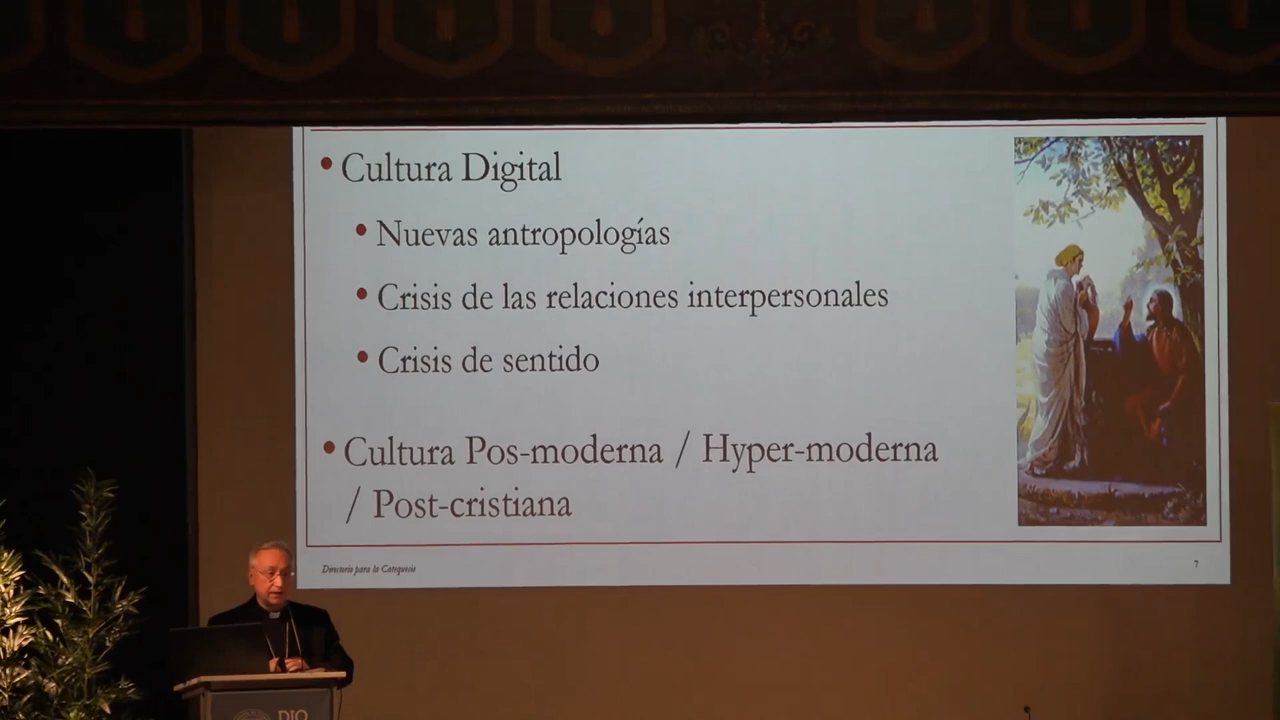 • Cultura Digital
• Nuevas antropologías
• Crisis de las relaciones interpersonales
• Crisis de sentido
• Cultura Pos-moderna / Hyper-moderna
/ Post-cristiana
Directorio para la Catequesis
7
DIO